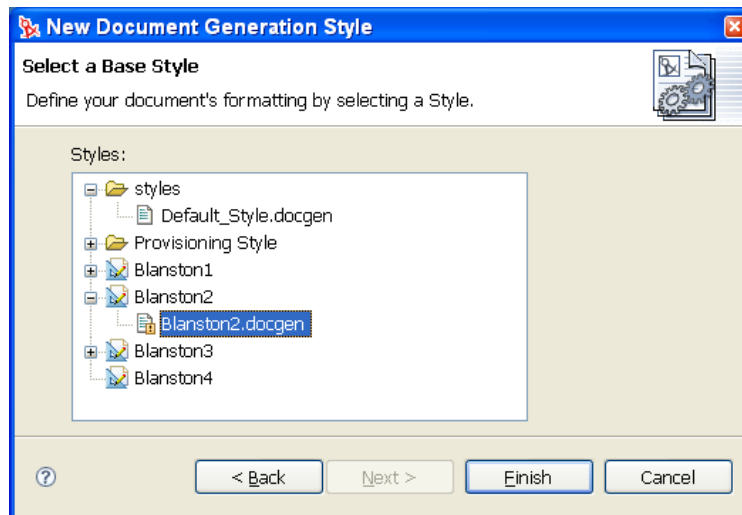 New Document Generation Style
Select a Base Style
Define your document's formatting by selecting a Style.
Styles:
styles
Default_Style.docgen
Provisioning Style
Blanston1
Blanston2
Blanston2.docgen
Blanston3
Blanston4
< Back Next > Finish Cancel